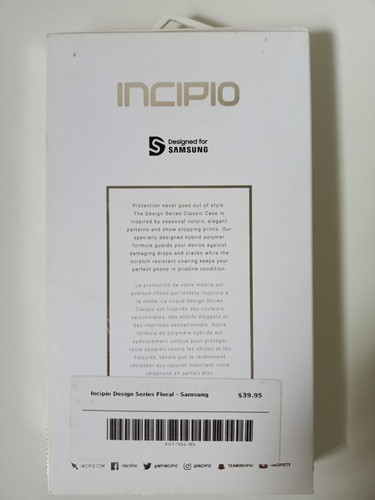 INCIPIO
Designed for
SAMSUNG
Protection never goes out of style.
The Design Series Classic Case is
inspired by seasonal colors, elegant
patterns and show stopping prints. Our
specially designed hybrid polymer
formula guards your device against
damaging drops and cracks while the
scratch resistant coating keeps your
perfect phone in pristine condition.
La protection de votre mobile est
quelque chose qui restera toujours à
la mode. La coque Design Series
Classic est inspirée des couleurs
saisonnières, des motifs élégants et
des imprimés sensationnels. Notre
formule de polymère hybride est
spécialement conçue pour protéger
votre appareil contre les chutes et les
fissures, tandis que le revêtement
résistant aux rayures maintient votre
téléphone en parfait état.
Incipio Design Series Floral - Samsung $39.95
INCIPIO.COM /INCIPIO @MYINCIPIO @INCIPIO TEAMINCIPIO INCIPIOTV